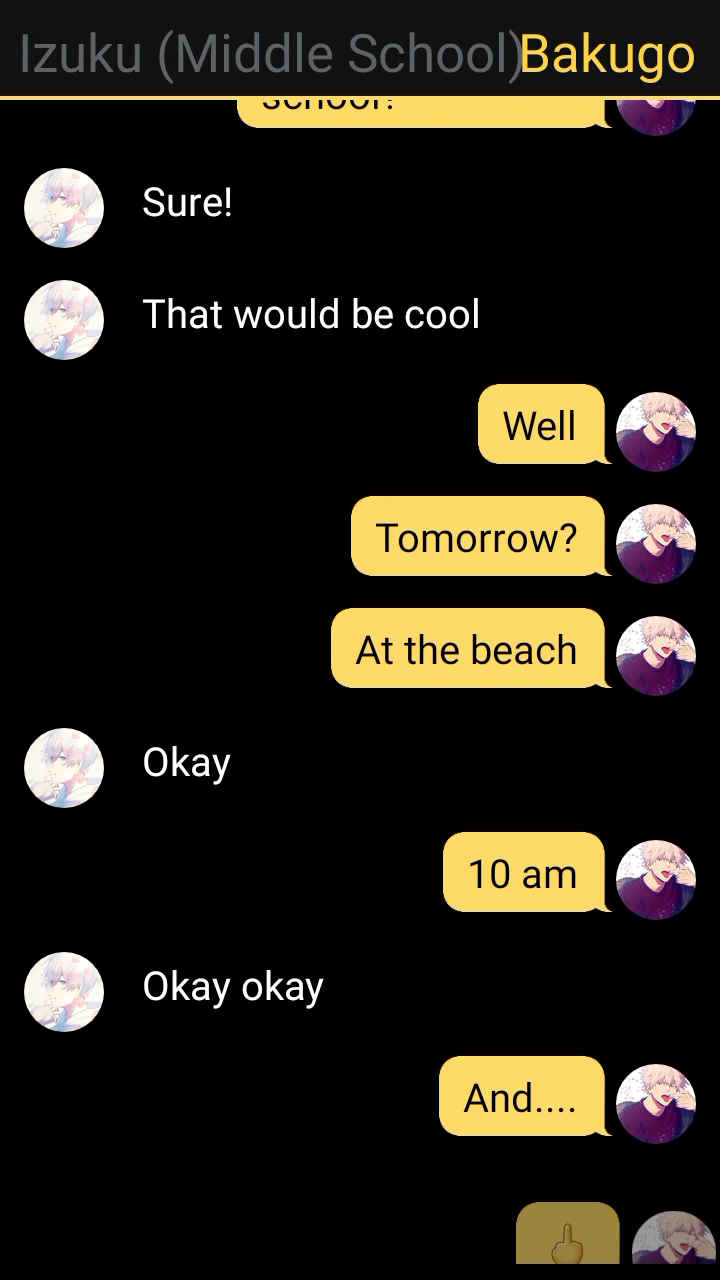 Izuku (Middle School)
Bakugo
school?
Sure!
That would be cool
Well
Tomorrow?
At the beach
Okay
10 am
Okay okay
And....
🖕